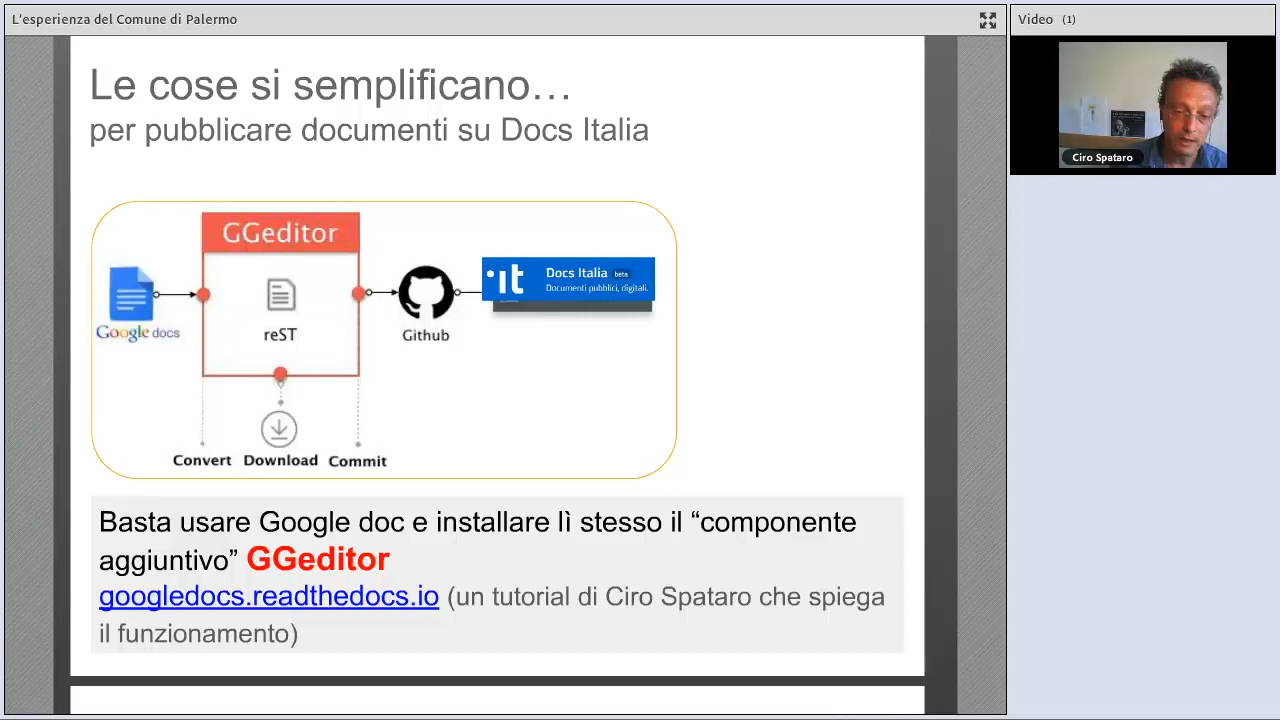 L'esperienza del Comune di Palermo
Video (1)
Ciro Spataro
Le cose si semplificano…
per pubblicare documenti su Docs Italia
GGeditor
reST
Google docs
Github
it
Docs Italia beta
Documenti pubblici, digitali.
Convert Download Commit
Basta usare Google doc e installare lì stesso il “componente
aggiuntivo” GGeditor
googledocs.readthedocs.io (un tutorial di Ciro Spataro che spiega
il funzionamento)